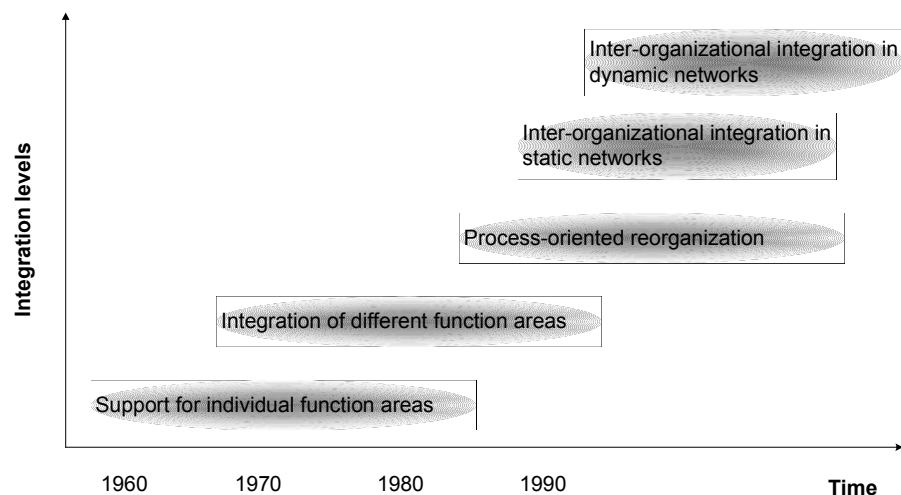 Inter-organizational integration in
dynamic networks
Inter-organizational integration in
static networks
Process-oriented reorganization
Integration of different function areas
Support for individual function areas
Integration levels
1960 1970 1980 1990 Time